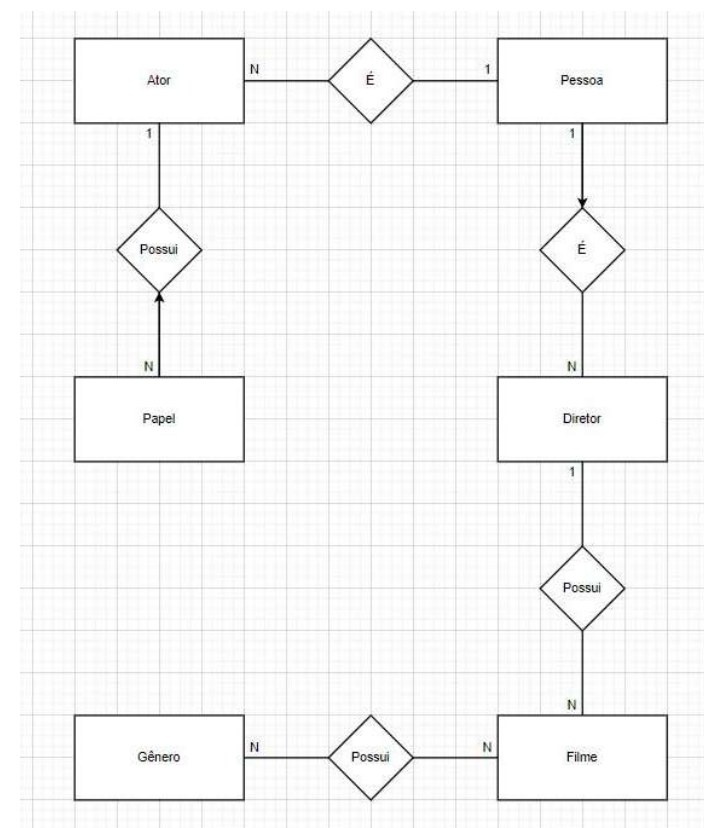 Ator
N
É
1
Pessoa
1
1
Possui
É
N
N
Papel
Diretor
1
Possui
N
Gênero
N
Possui
N
Filme